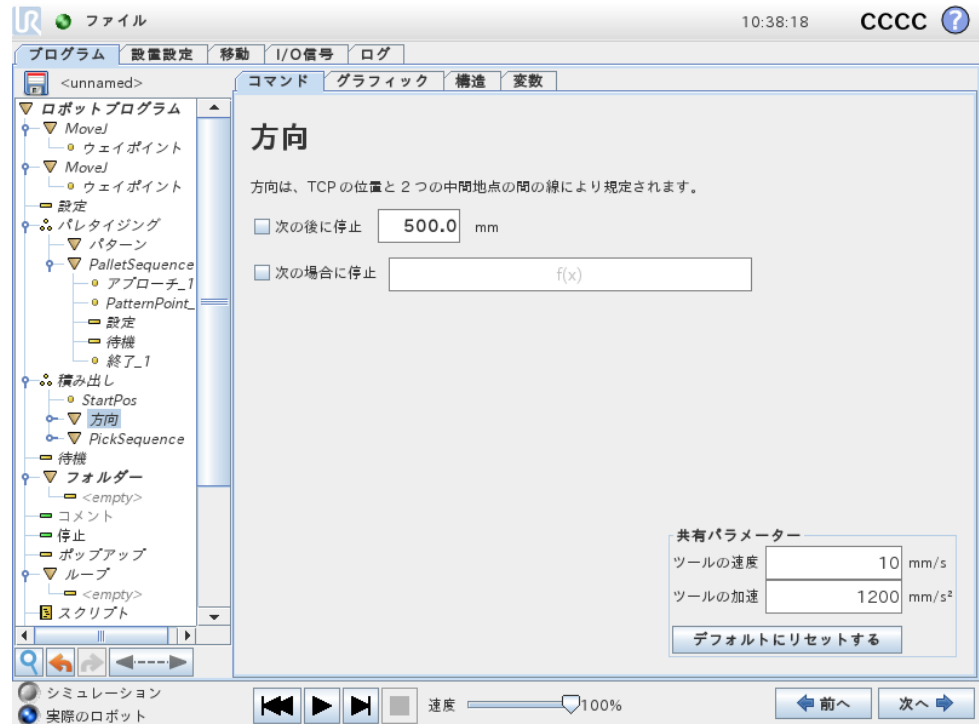 UR ファイル 10:38:18 CCCC ?
プログラム 設置設定 移動 I/O信号 ログ
<unnamed>
コマンド グラフィック 構造 変数
ロボットプログラム
MoveJ
ウェイポイント
MoveJ
ウェイポイント
設定
パレタイジング
パターン
PalletSequence
アプローチ_1
PatternPoint_
設定
待機
終了_1
積み出し
StartPos
方向
PickSequence
待機
フォルダー
<empty>
コメント
停止
ポップアップ
ループ
<empty>
スクリプト
方向
方向は、TCP の位置と 2 つの中間地点の間の線により規定されます。
次の後に停止 500.0 mm
次の場合に停止 f(x)
共有パラメーター
ツールの速度 10 mm/s
ツールの加速 1200 mm/s²
デフォルトにリセットする
シミュレーション
実際のロボット
速度 100%
前へ 次へ